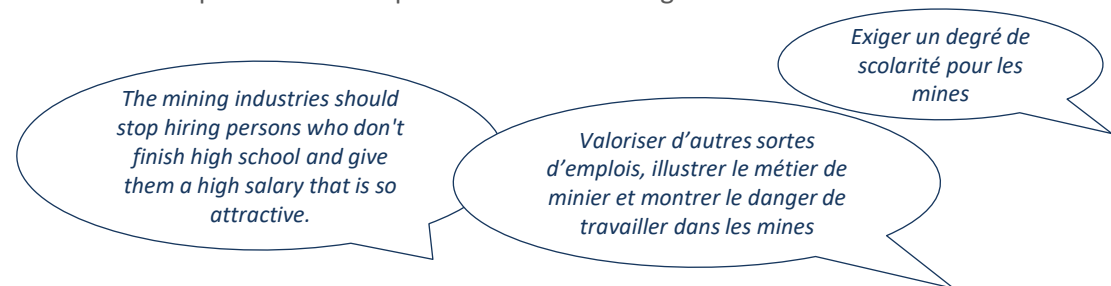 The mining industries should
stop hiring persons who don't
finish high school and give
them a high salary that is so
attractive.
Valoriser d'autres sortes
d'emplois, illustrer le métier de
minier et montrer le danger de
travailler dans les mines
Exiger un degré de
scolarité pour les
mines